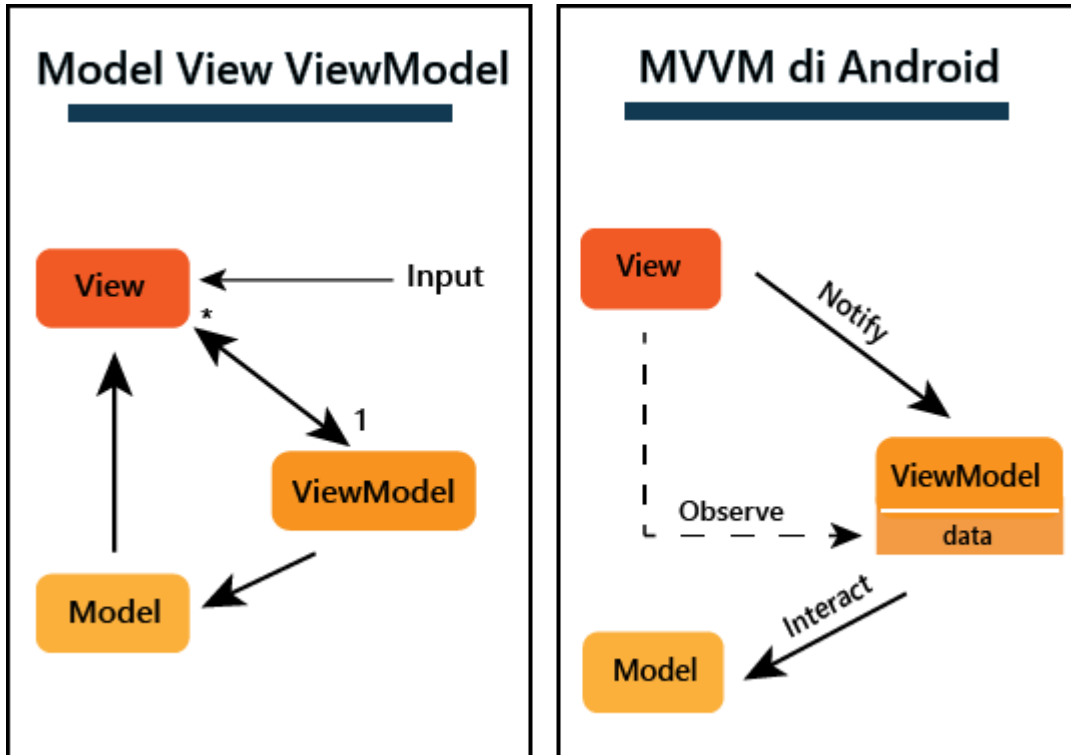 Model View ViewModel
View
Input
*
1
ViewModel
Model
MVVM di Android
View
Notify
ViewModel
Observe
data
Interact
Model